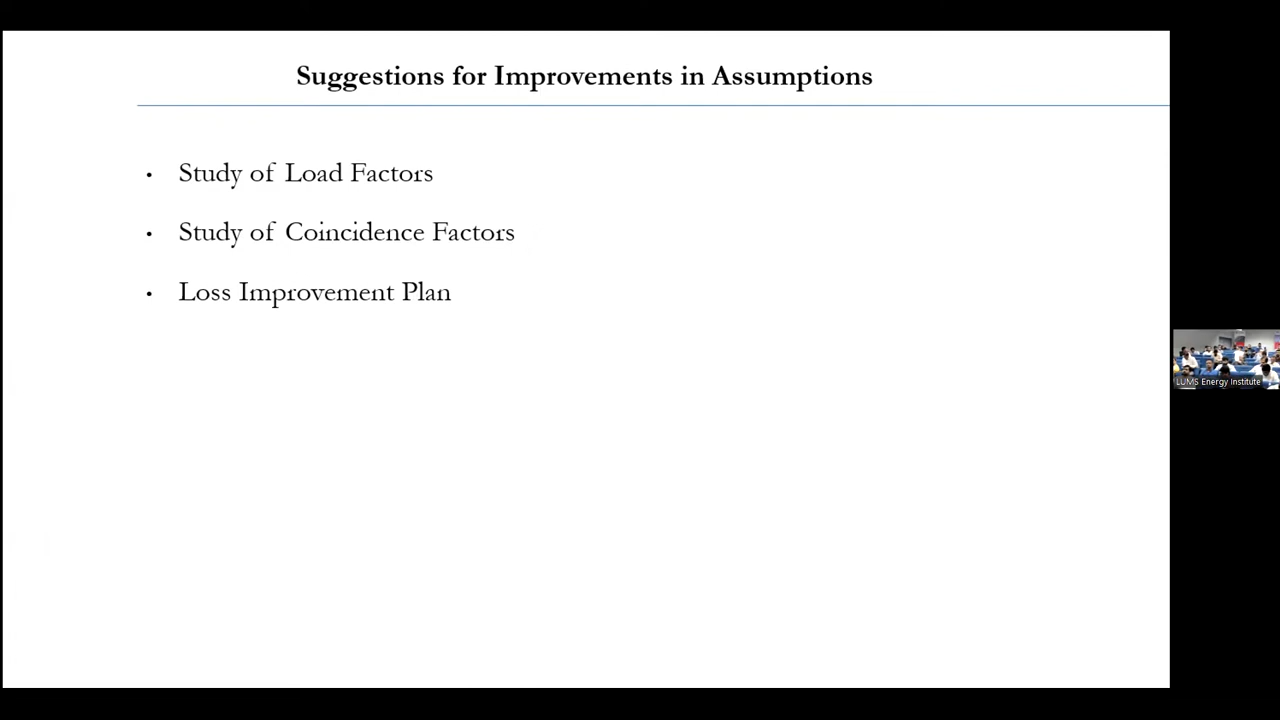 Suggestions for Improvements in Assumptions
• Study of Load Factors
• Study of Coincidence Factors
• Loss Improvement Plan
LUMS Energy Institute